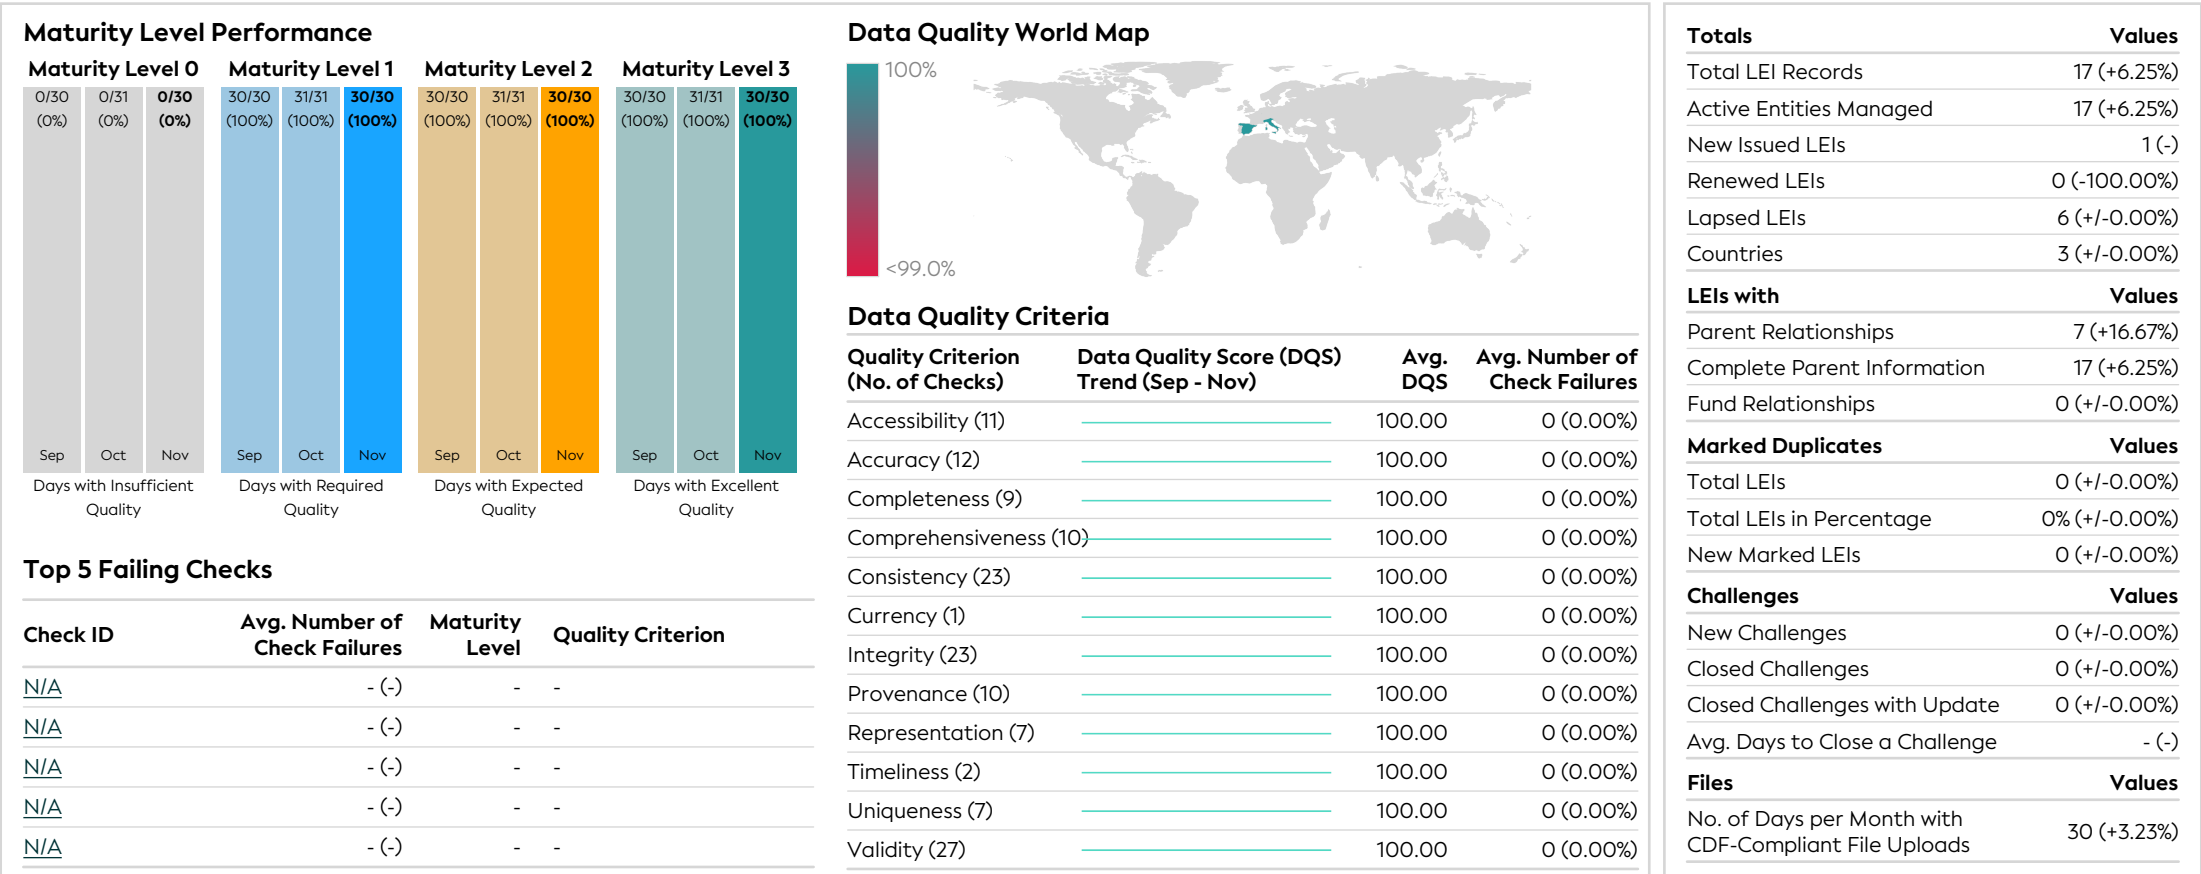 Maturity Level Performance
Maturity Level 0 Maturity Level 1 Maturity Level 2 Maturity Level 3
0/30 0/31 0/30 30/30 31/31 30/30 30/30 31/31 30/30 30/30 31/31 30/30
(0%) (0%) (0%) (100%) (100%) (100%) (100%) (100%) (100%) (100%) (100%) (100%)
Sep Oct Nov Sep Oct Nov Sep Oct Nov Sep Oct Nov
Days with Insufficient Days with Required Days with Expected Days with Excellent
Quality Quality Quality Quality
Top 5 Failing Checks
Avg. Number of Maturity
Check ID Quality Criterion
Check Failures Level
N/A - (-) - -
N/A - (-) - -
N/A - (-) - -
N/A - (-) - -
N/A - (-) - -
Data Quality World Map
100%
<99.0%
Data Quality Criteria
Quality Criterion Data Quality Score (DQS) Avg. Avg. Number of
(No. of Checks) Trend (Sep - Nov) DQS Check Failures
Accessibility (11) 100.00 0 (0.00%)
Accuracy (12) 100.00 0 (0.00%)
Completeness (9) 100.00 0 (0.00%)
Comprehensiveness (10) 100.00 0 (0.00%)
Consistency (23) 100.00 0 (0.00%)
Currency (1) 100.00 0 (0.00%)
Integrity (23) 100.00 0 (0.00%)
Provenance (10) 100.00 0 (0.00%)
Representation (7) 100.00 0 (0.00%)
Timeliness (2) 100.00 0 (0.00%)
Uniqueness (7) 100.00 0 (0.00%)
Validity (27) 100.00 0 (0.00%)
Totals Values
Total LEI Records 17 (+6.25%)
Active Entities Managed 17 (+6.25%)
New Issued LEIs 1 (-)
Renewed LEIs 0 (-100.00%)
Lapsed LEIs 6 (+/-0.00%)
Countries 3 (+/-0.00%)
LEIs with Values
Parent Relationships 7 (+16.67%)
Complete Parent Information 17 (+6.25%)
Fund Relationships 0 (+/-0.00%)
Marked Duplicates Values
Total LEIs 0 (+/-0.00%)
Total LEIs in Percentage 0% (+/-0.00%)
New Marked LEIs 0 (+/-0.00%)
Challenges Values
New Challenges 0 (+/-0.00%)
Closed Challenges 0 (+/-0.00%)
Closed Challenges with Update 0 (+/-0.00%)
Avg. Days to Close a Challenge - (-)
Files Values
No. of Days per Month with
CDF-Compliant File Uploads 30 (+3.23%)